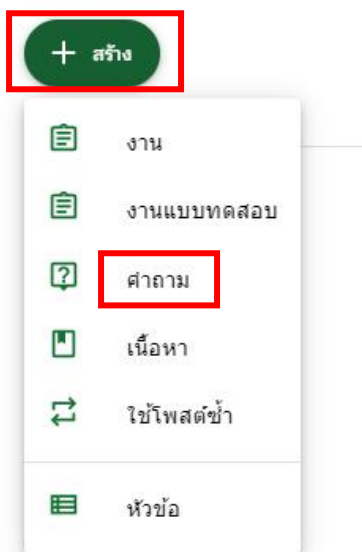 + สร้าง
งาน
งานแบบทดสอบ
คำถาม
เนื้อหา
ใช้โพสต์ซ้ำ
หัวข้อ